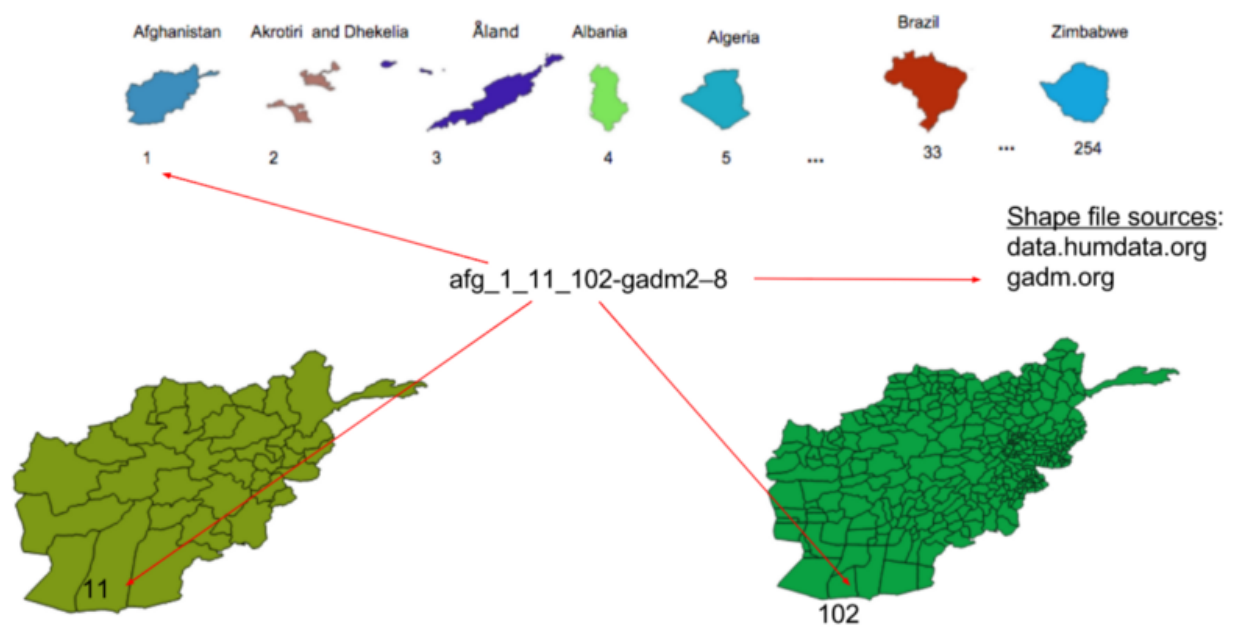 Afghanistan Akrotiri and Dhekelia Åland Albania Algeria Brazil Zimbabwe
1 2 3 4 5 ... 33 ... 254
Shape file sources:
data.humdata.org
gadm.org
afg_1_11_102-gadm2–8
11
102